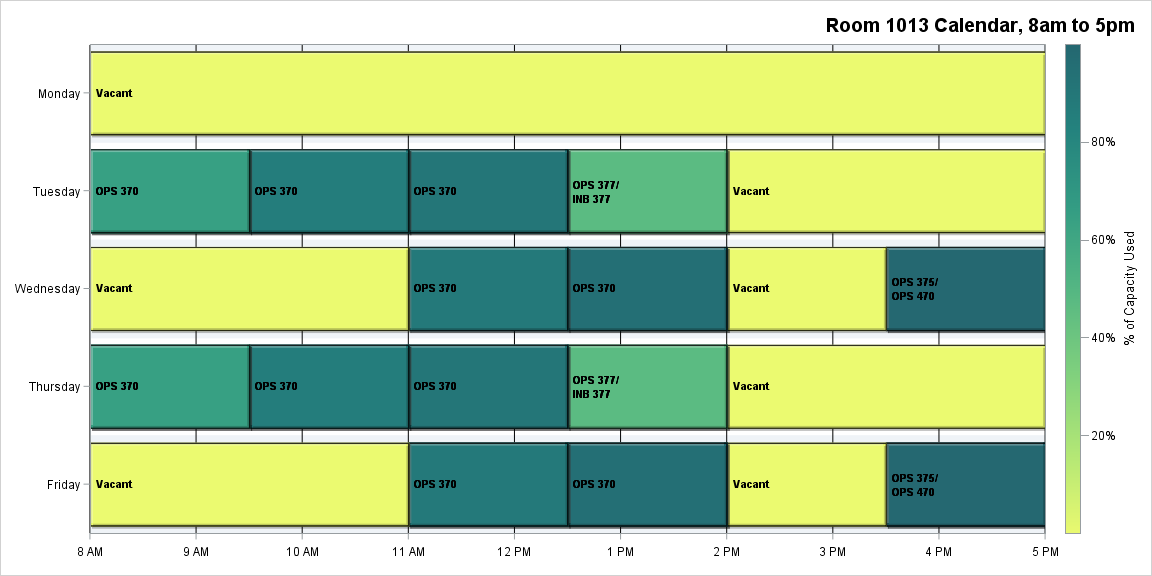 Room 1013 Calendar, 8am to 5pm
Monday
Vacant
Tuesday
OPS 370
OPS 370
OPS 370
OPS 377/
INB 377
Vacant
Wednesday
Vacant
OPS 370
OPS 370
Vacant
OPS 375/
OPS 470
Thursday
OPS 370
OPS 370
OPS 370
OPS 377/
INB 377
Vacant
Friday
Vacant
OPS 370
OPS 370
Vacant
OPS 375/
OPS 470
8 AM
9 AM
10 AM
11 AM
12 PM
1 PM
2 PM
3 PM
4 PM
5 PM
80%
60%
40%
20%
% of Capacity Used